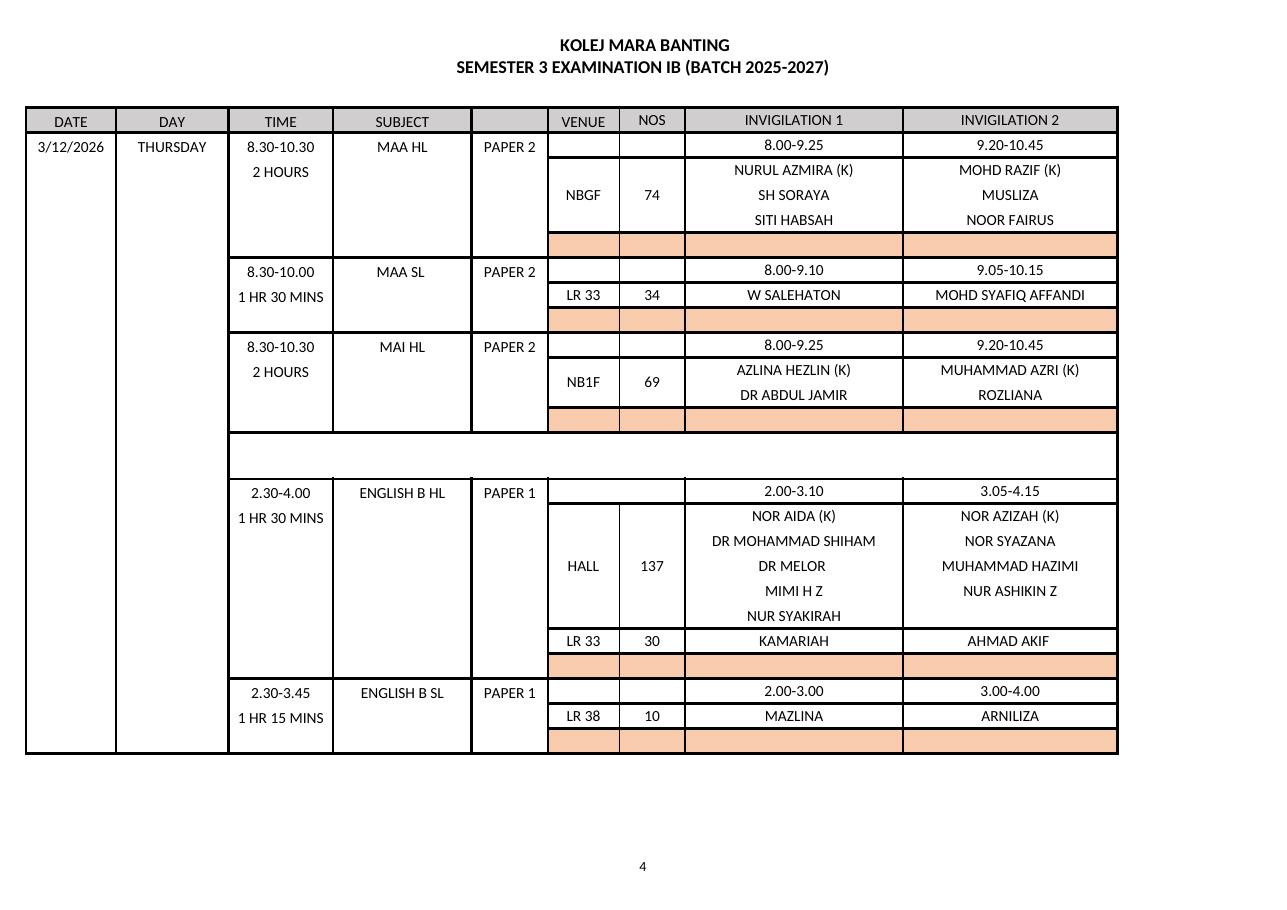 KOLEJ MARA BANTING
SEMESTER 3 EXAMINATION IB (BATCH 2025-2027)
DATE DAY TIME SUBJECT VENUE NOS INVIGILATION 1 INVIGILATION 2
3/12/2026 THURSDAY 8.30-10.30 MAA HL PAPER 2 8.00-9.25 9.20-10.45
2 HOURS NURUL AZMIRA (K) MOHD RAZIF (K)
NBGF 74 SH SORAYA MUSLIZA
SITI HABSAH NOOR FAIRUS
8.30-10.00 MAA SL PAPER 2 8.00-9.10 9.05-10.15
1 HR 30 MINS LR 33 34 W SALEHATON MOHD SYAFIQ AFFANDI
8.30-10.30 MAI HL PAPER 2 8.00-9.25 9.20-10.45
2 HOURS NB1F 69 AZLINA HEZLIN (K) MUHAMMAD AZRI (K)
DR ABDUL JAMIR ROZLIANA
2.30-4.00 ENGLISH B HL PAPER 1 2.00-3.10 3.05-4.15
1 HR 30 MINS NOR AIDA (K) NOR AZIZAH (K)
DR MOHAMMAD SHIHAM NOR SYAZANA
HALL 137 DR MELOR MUHAMMAD HAZIMI
MIMI H Z NUR ASHIKIN Z
NUR SYAKIRAH
LR 33 30 KAMARIAH AHMAD AKIF
2.30-3.45 ENGLISH B SL PAPER 1 2.00-3.00 3.00-4.00
1 HR 15 MINS LR 38 10 MAZLINA ARNILIZA
4